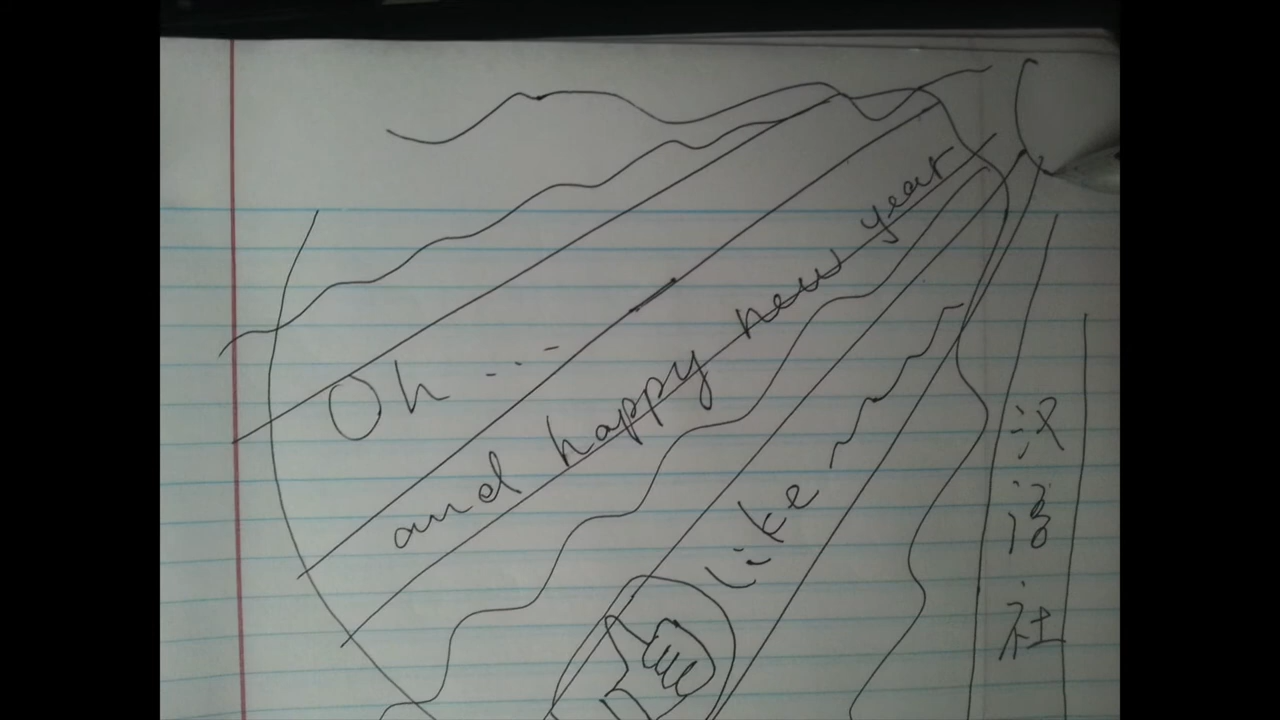 Oh ---
and happy new year
like
汉语社